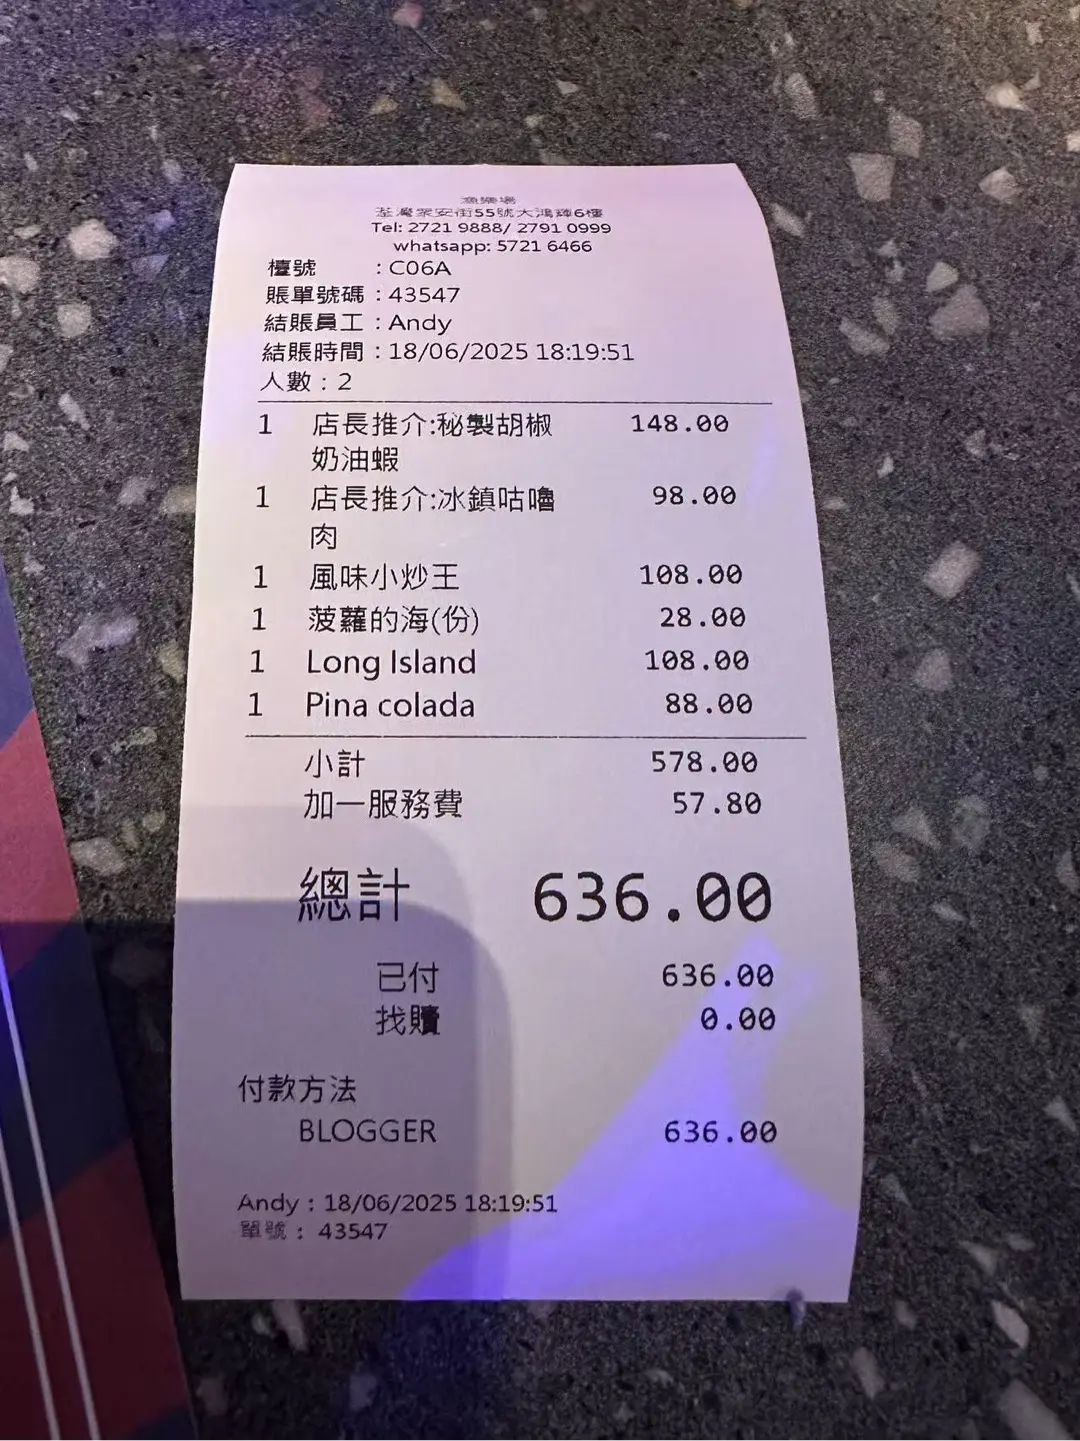 漁樂場
荃灣眾安街55號大鴻輝6樓
Tel: 2721 9888/ 2791 0999
whatsapp: 5721 6466
檯號 : C06A
賬單號碼 : 43547
結賬員工 : Andy
結賬時間 : 18/06/2025 18:19:51
人數 : 2
1 店長推介:秘製胡椒 148.00
奶油蝦
1 店長推介:冰鎮咕嚕 98.00
肉
1 風味小炒王 108.00
1 菠蘿的海(份) 28.00
1 Long Island 108.00
1 Pina colada 88.00
小計 578.00
加一服務費 57.80
總計 636.00
已付 636.00
找贖 0.00
付款方法
BLOGGER 636.00
Andy : 18/06/2025 18:19:51
單號 : 43547